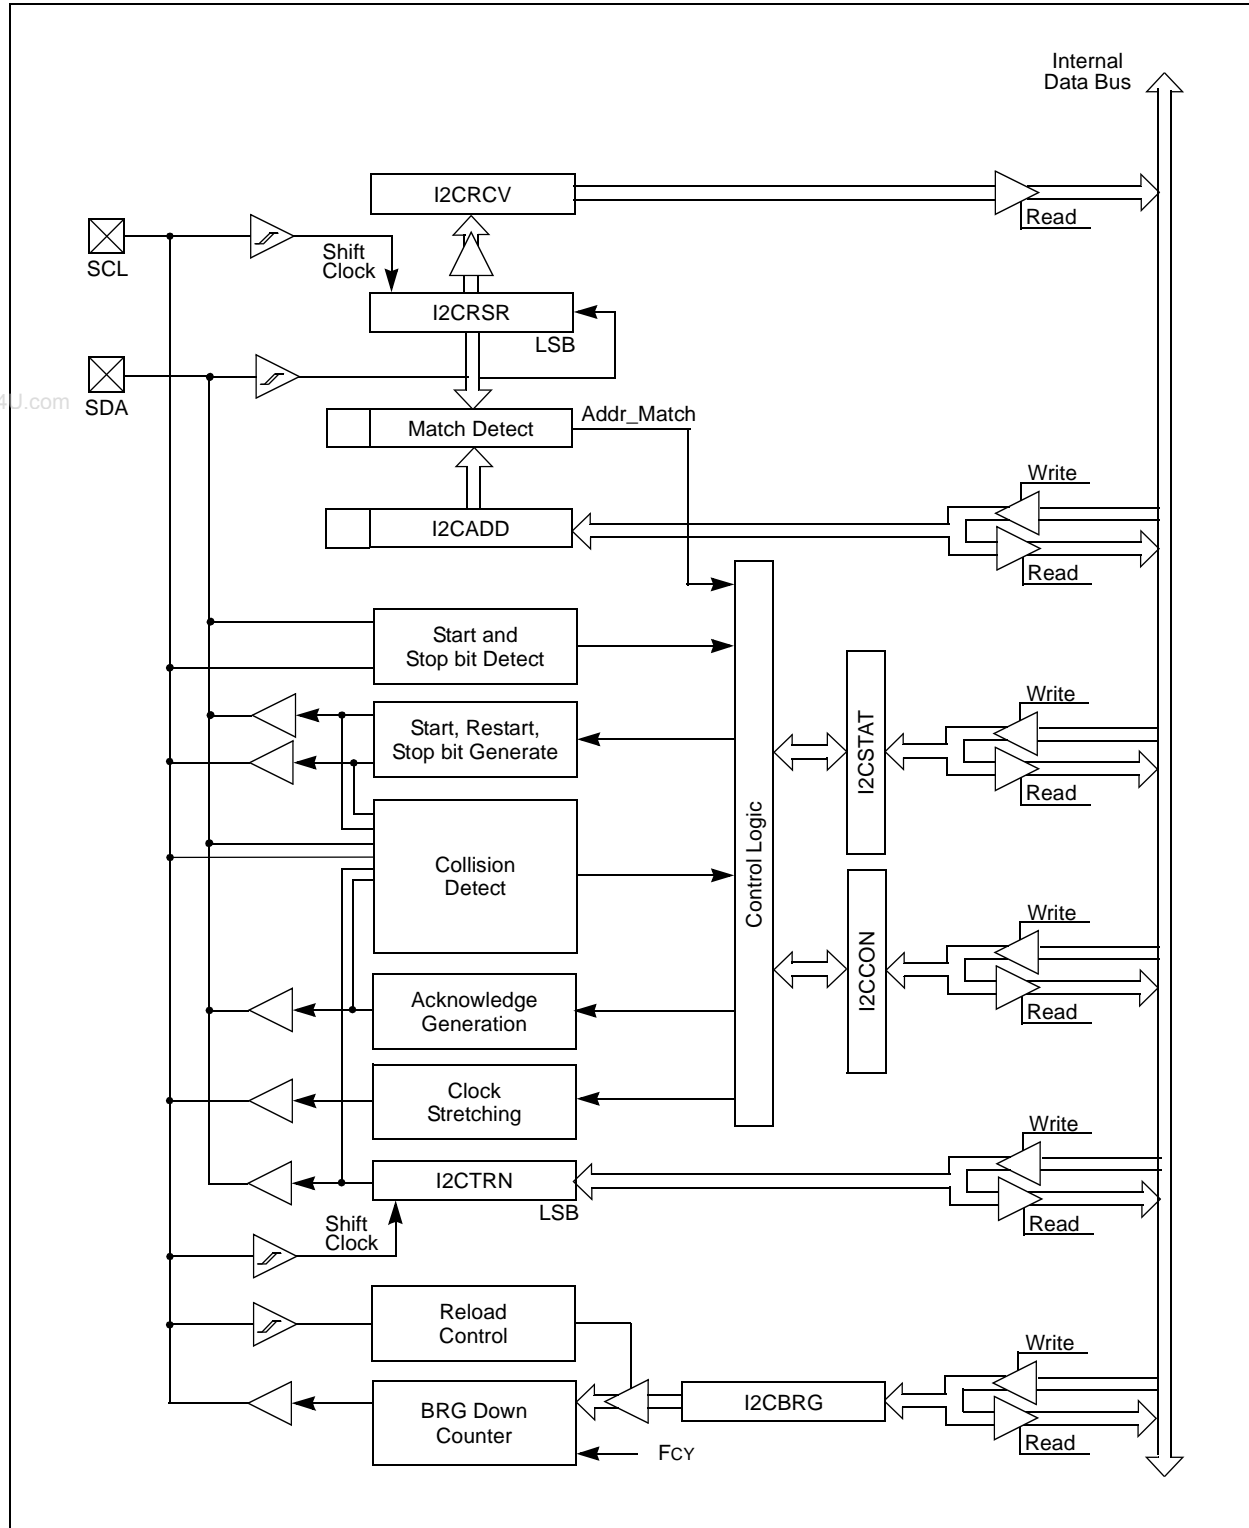 Internal
Data Bus
I2CRCV
Read
SCL
Shift
Clock
I2CRSR
LSB
4U.com
SDA
Addr_Match
Match Detect
Write
I2CADD
Read
Start and
Stop bit Detect
Write
Start, Restart,
Stop bit Generate
I2CSTAT
Read
Control Logic
Collision
Detect
Write
I2CCON
Acknowledge
Generation
Read
Clock
Stretching
Write
I2CTRN
LSB
Read
Shift
Clock
Reload
Control
Write
I2CBRG
BRG Down
Counter
Read
FCY